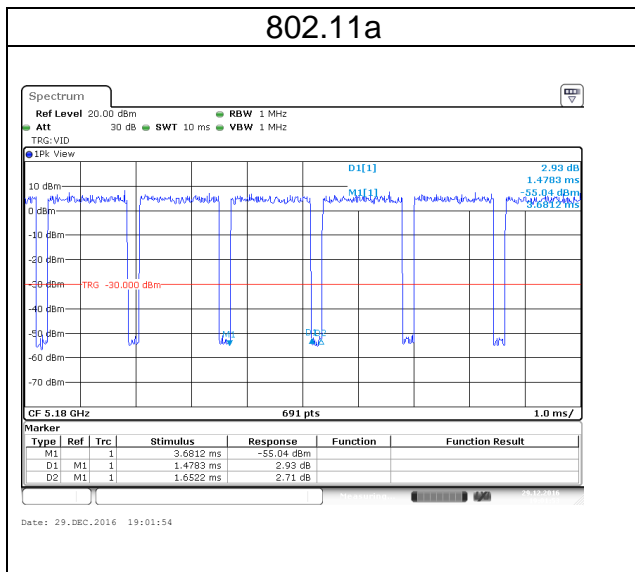 802.11a
Spectrum
Ref Level 20.00 dBm RBW 1 MHz
Att 30 dB SWT 10 ms VBW 1 MHz
TRG:VID
1Pk View
D1[1] 2.93 dB
1.4783 ms
10 dBm M1[1] -55.04 dBm
3.6812 ms
0 dBm
-10 dBm
-20 dBm
-30 dBm TRG -30.000 dBm
-40 dBm
-50 dBm M1 D1 D2
-60 dBm
-70 dBm
CF 5.18 GHz 691 pts 1.0 ms/
Marker
Type Ref Trc Stimulus Response Function Function Result
M1 1 3.6812 ms -55.04 dBm
D1 M1 1 1.4783 ms 2.93 dB
D2 M1 1 1.6522 ms 2.71 dB
Measuring 29.12.2016
Date: 29.DEC.2016 19:01:54